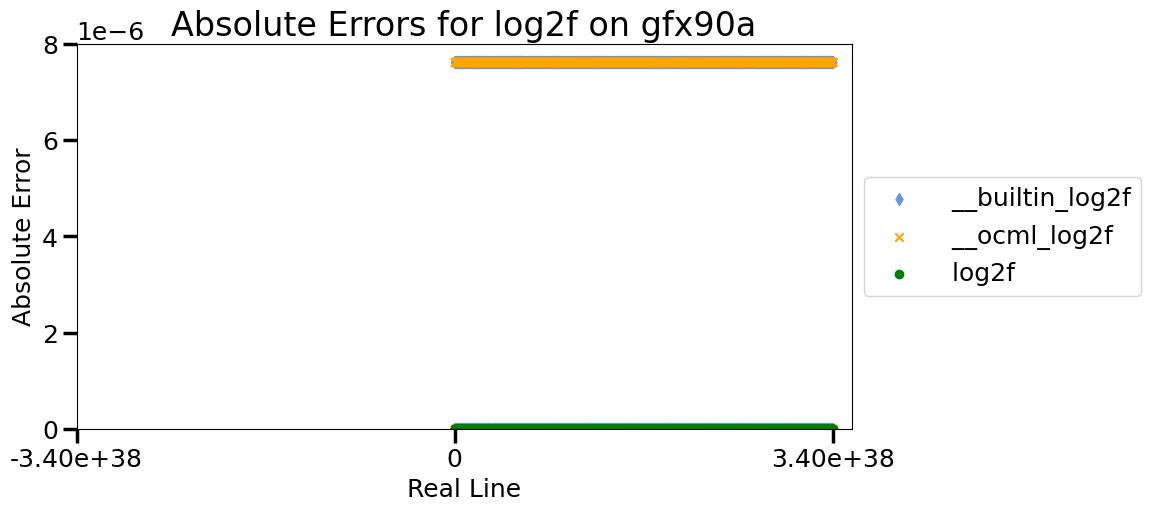 Absolute Errors for log2f on gfx90a
1e−6
8
6
4
2
0
Absolute Error
-3.40e+38
0
3.40e+38
Real Line
__builtin_log2f
__ocml_log2f
log2f